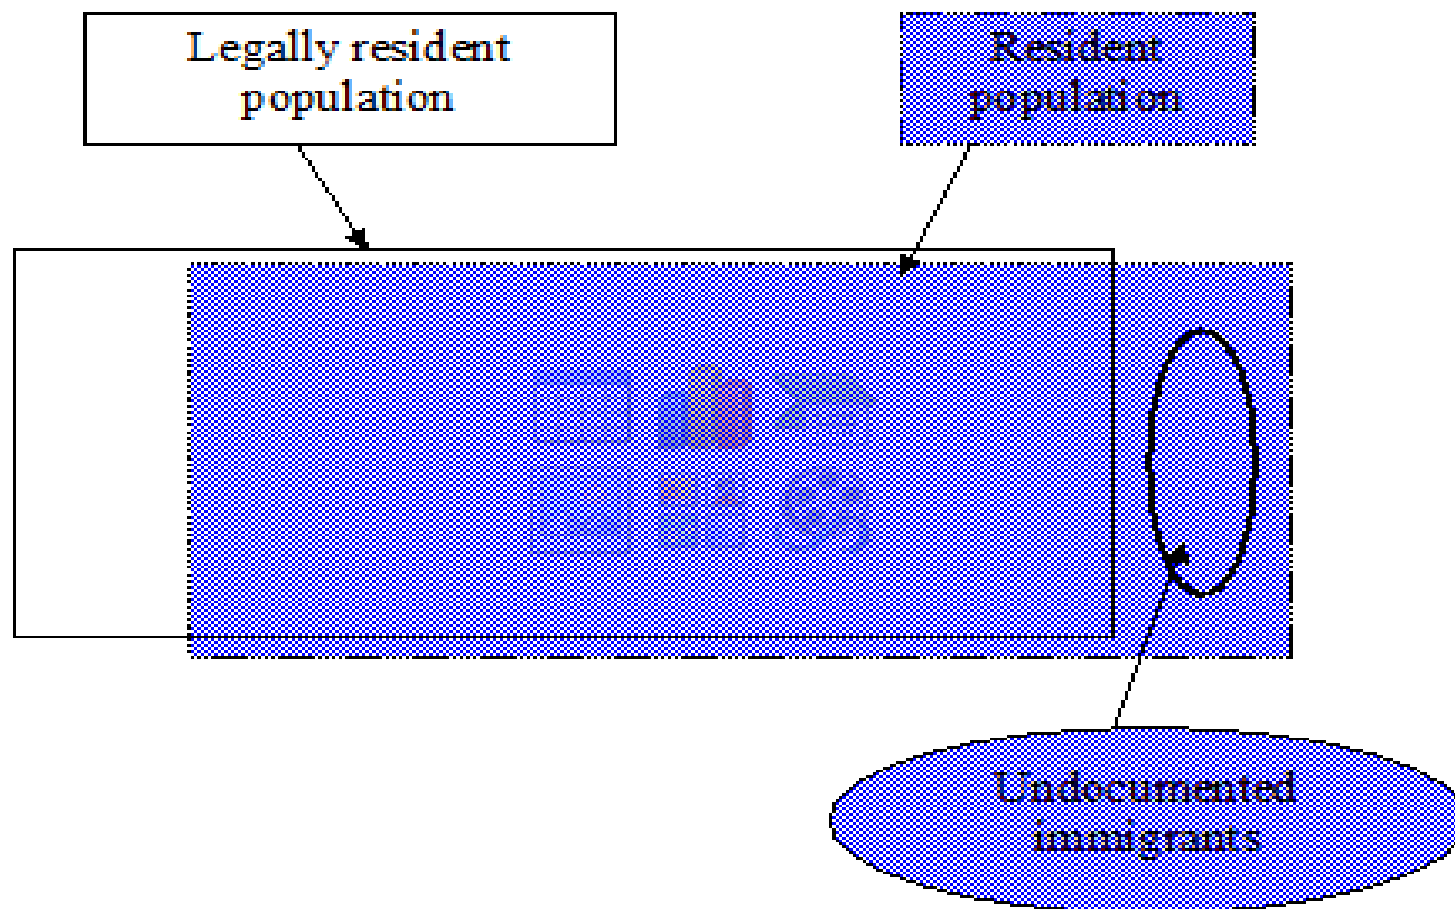 Legally resident
population
Resident
population
Undocumented
immigrants